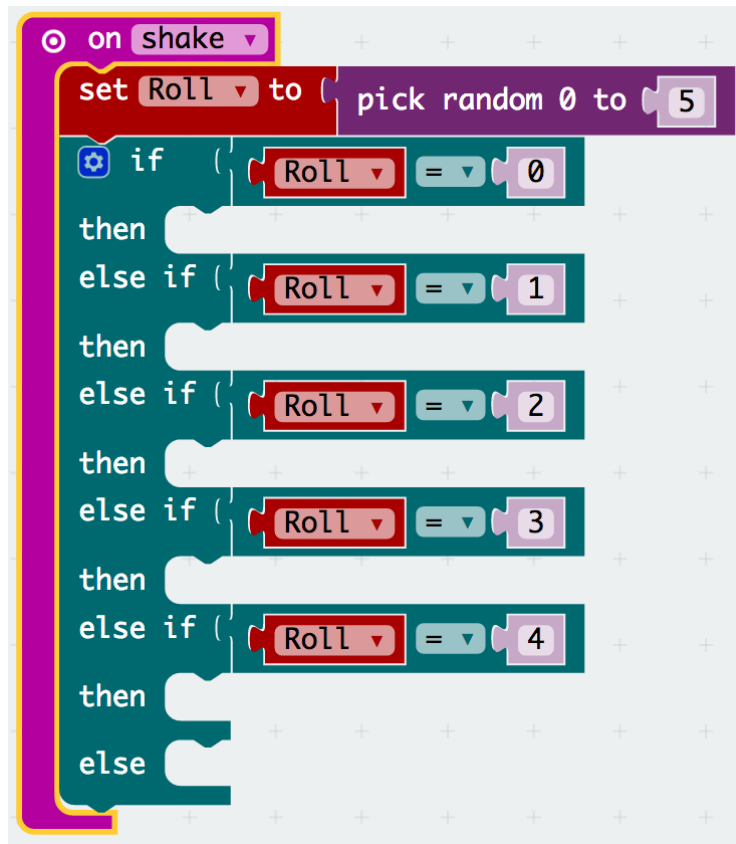 on shake
set Roll to pick random 0 to 5
if Roll = 0
then
else if Roll = 1
then
else if Roll = 2
then
else if Roll = 3
then
else if Roll = 4
then
else